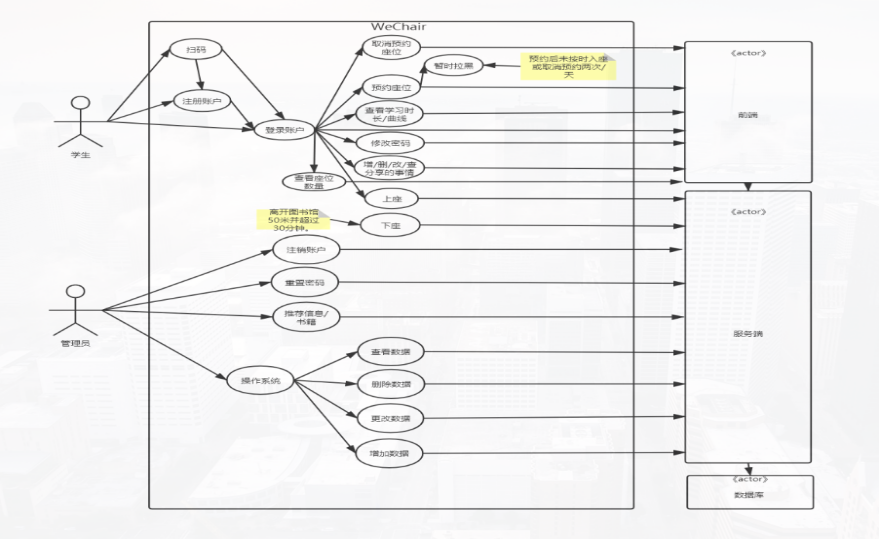 WeChair
扫码
取消预约
座位
《actor》
暂时拉黑
预约后未按时入座
或取消预约两次/
天
预约座位
注册账户
查看学习时
长/曲线
前端
登录账户
修改密码
学生
增/删/改/查
分享的事情
查看座位
数量
上座
离开图书馆
50米并超过
30分钟。
下座
《actor》
注销账户
重置密码
推荐信息/
书籍
管理员
服务端
查看数据
操作系统
删除数据
更改数据
增加数据
《actor》
数据库